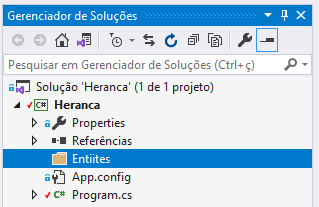 Gerenciador de Soluções
Pesquisar em Gerenciador de Soluções (Ctrl+ç)
Solução 'Heranca' (1 de 1 projeto)
C# Heranca
Properties
Referências
Entiites
App.config
C# Program.cs